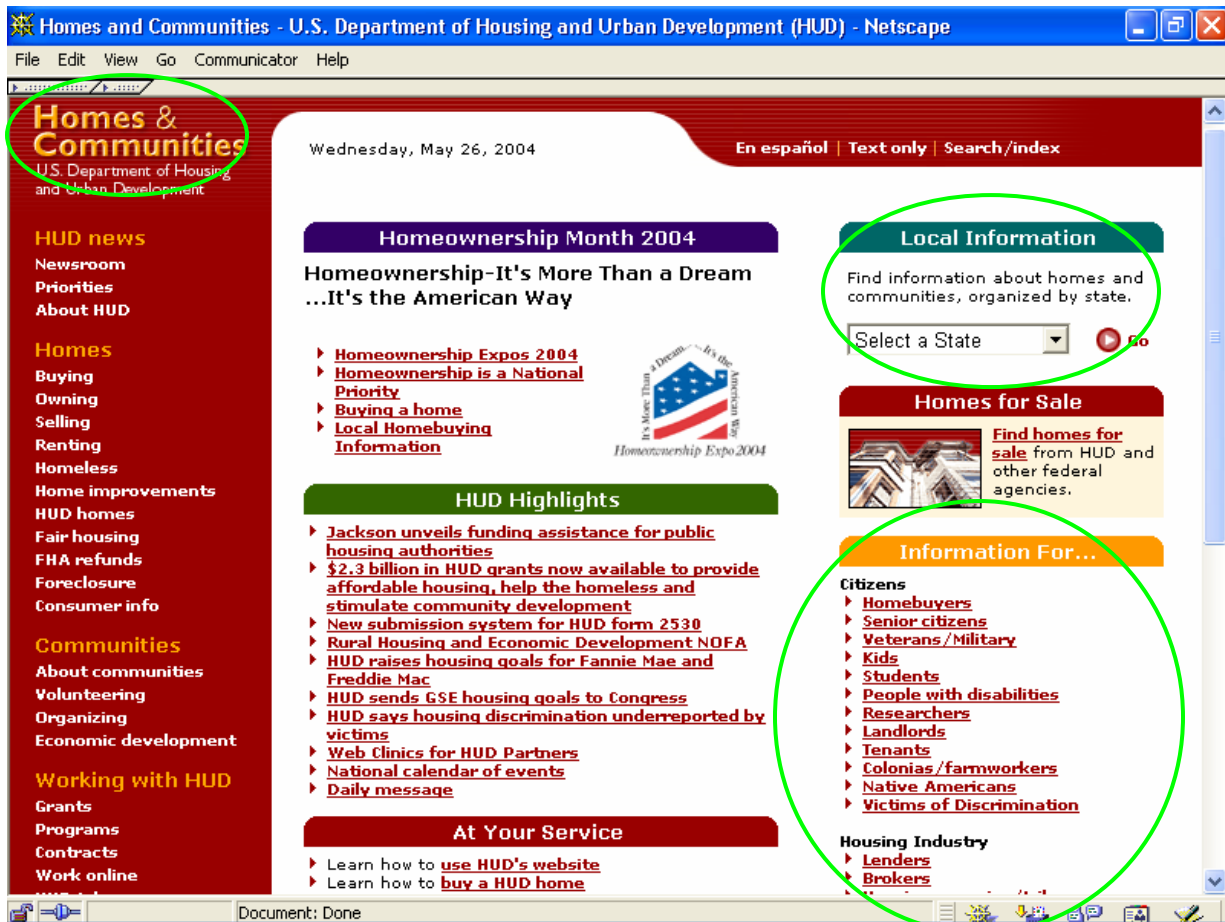 Homes and Communities - U.S. Department of Housing and Urban Development (HUD) - Netscape
File Edit View Go Communicator Help
Homes &
Communities
U.S. Department of Housing
and Urban Development
Wednesday, May 26, 2004
En español | Text only | Search/index
HUD news
Newsroom
Priorities
About HUD
Homes
Buying
Owning
Selling
Renting
Homeless
Home improvements
HUD homes
Fair housing
FHA refunds
Foreclosure
Consumer info
Communities
About communities
Volunteering
Organizing
Economic development
Working with HUD
Grants
Programs
Contracts
Work online
Homeownership Month 2004
Homeownership-It's More Than a Dream
...It's the American Way
Homeownership Expos 2004
Homeownership is a National
Priority
Buying a home
Local Homebuying
Information
It's More Than a Dream It's the American Way
Homeownership Expo 2004
HUD Highlights
Jackson unveils funding assistance for public
housing authorities
$2.3 billion in HUD grants now available to provide
affordable housing, help the homeless and
stimulate community development
New submission system for HUD form 2530
Rural Housing and Economic Development NOFA
HUD raises housing goals for Fannie Mae and
Freddie Mac
HUD sends GSE housing goals to Congress
HUD says housing discrimination underreported by
victims
Web Clinics for HUD Partners
National calendar of events
Daily message
At Your Service
Learn how to use HUD's website
Learn how to buy a HUD home
Local Information
Find information about homes and
communities, organized by state.
Select a State
Go
Homes for Sale
Find homes for
sale from HUD and
other federal
agencies.
Information For...
Citizens
Homebuyers
Senior citizens
Veterans/Military
Kids
Students
People with disabilities
Researchers
Landlords
Tenants
Colonias/farmworkers
Native Americans
Victims of Discrimination
Housing Industry
Lenders
Brokers
Document: Done